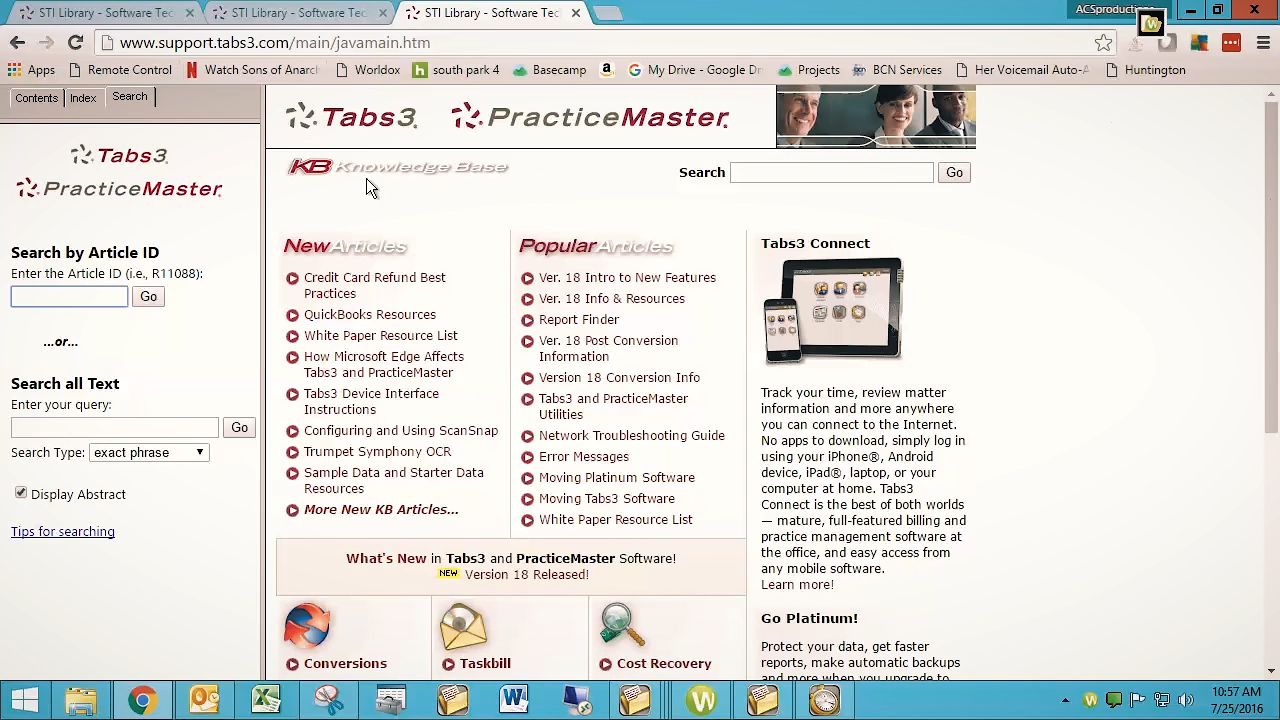 STI Library - Software Tec
STI Library - Software Tec
STI Library - Software Tec
ACSproductions
www.support.tabs3.com/main/javamain.htm
Apps
Remote Control
Watch Sons of Anarch
Worldox
south park 4
Basecamp
My Drive - Google Dr
Projects
BCN Services
Her Voicemail Auto-A
Huntington
Contents
Index
Search
Tabs3
PracticeMaster
Search by Article ID
Enter the Article ID (i.e., R11088):
Go
...or...
Search all Text
Enter your query:
Go
Search Type:
exact phrase
Display Abstract
Tips for searching
Tabs3 PracticeMaster
KB Knowledge Base
Search
Go
New Articles
Credit Card Refund Best
Practices
QuickBooks Resources
White Paper Resource List
How Microsoft Edge Affects
Tabs3 and PracticeMaster
Tabs3 Device Interface
Instructions
Configuring and Using ScanSnap
Trumpet Symphony OCR
Sample Data and Starter Data
Resources
More New KB Articles...
Popular Articles
Ver. 18 Intro to New Features
Ver. 18 Info & Resources
Report Finder
Ver. 18 Post Conversion
Information
Version 18 Conversion Info
Tabs3 and PracticeMaster
Utilities
Network Troubleshooting Guide
Error Messages
Moving Platinum Software
Moving Tabs3 Software
White Paper Resource List
Tabs3 Connect
Track your time, review matter
information and more anywhere
you can connect to the Internet.
No apps to download, simply log in
using your iPhone®, Android
device, iPad®, laptop, or your
computer at home. Tabs3
Connect is the best of both worlds
— mature, full-featured billing and
practice management software at
the office, and easy access from
any mobile software.
Learn more!
Go Platinum!
Protect your data, get faster
reports, make automatic backups
and more when you upgrade to
What's New in Tabs3 and PracticeMaster Software!
NEW Version 18 Released!
Conversions
Taskbill
Cost Recovery
10:57 AM
7/25/2016